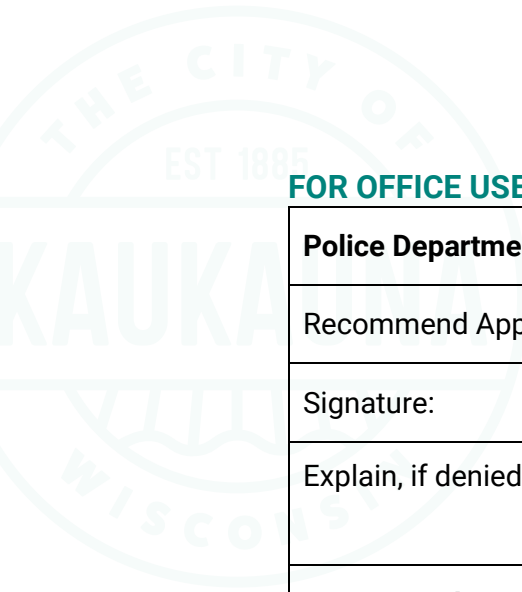 THE CITY OF
EST 1885
KAUKAUNA
WISCONSIN
FOR OFFICE USE
Police Departme
Recommend App
Signature:
Explain, if denied